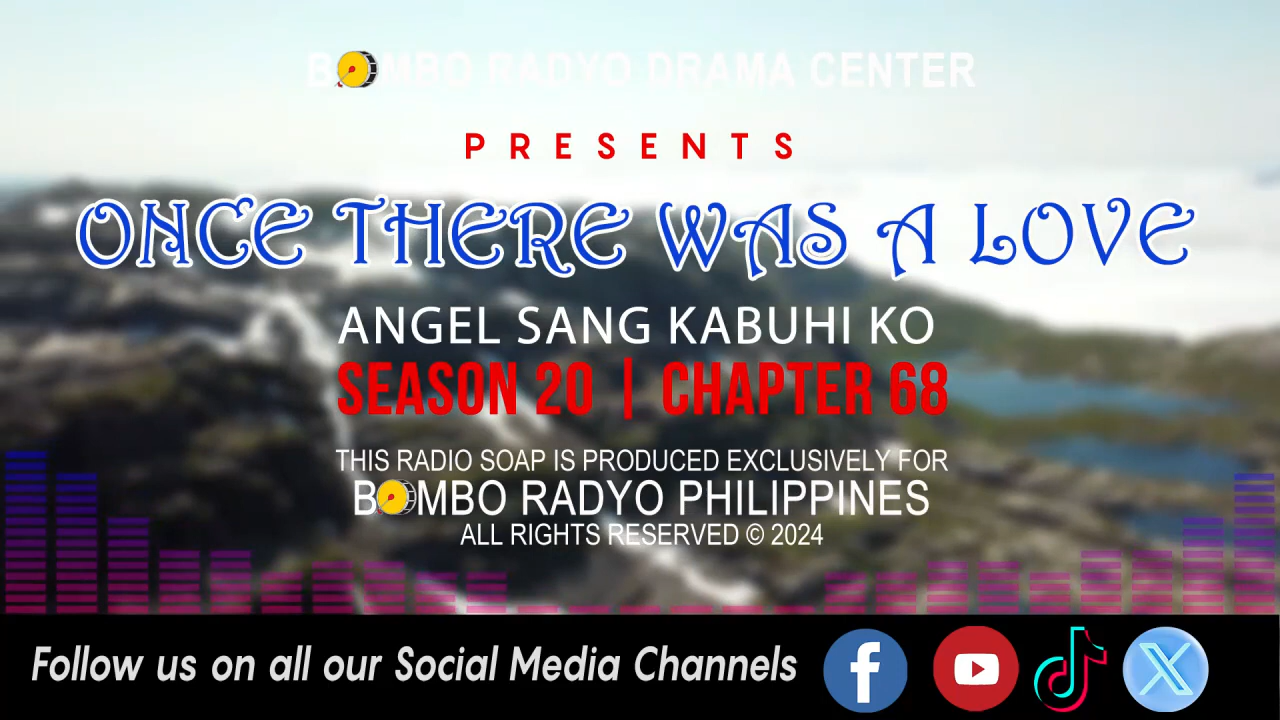 BOMBO RADYO DRAMA CENTER
PRESENTS
ONCE THERE WAS A LOVE
ANGEL SANG KABUHI KO
SEASON 20 | CHAPTER 68
THIS RADIO SOAP IS PRODUCED EXCLUSIVELY FOR
BOMBO RADYO PHILIPPINES
ALL RIGHTS RESERVED © 2024
Follow us on all our Social Media Channels